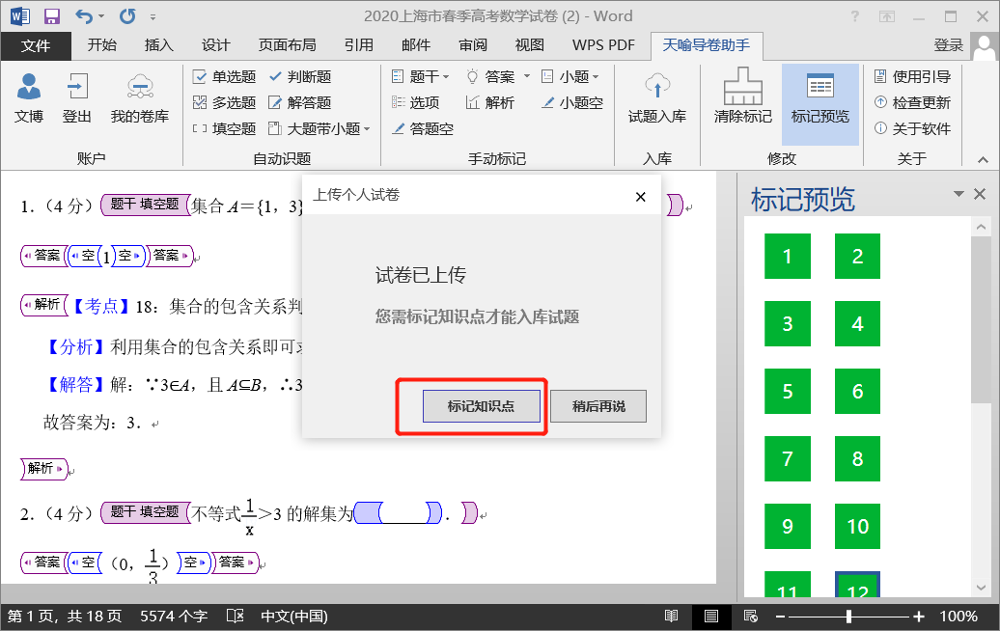 2020上海市春季高考数学试卷 (2) - Word
文件 开始 插入 设计 页面布局 引用 邮件 审阅 视图 WPS PDF 天喻导卷助手 登录
单选题 判断题 题干 答案 小题 使用引导
多选题 解答题 选项 解析 小题空 检查更新
文博 登出 我的卷库 试题入库 清除标记 标记预览
填空题 大题带小题 答题空 关于软件
账户 自动识题 手动标记 入库 修改 关于
上传个人试卷
试卷已上传
您需标记知识点才能入库试题
标记知识点 稍后再说
1.（4 分） 题干 填空题 集合 A＝{1，3}
答案 空 1 空 答案
解析 【考点】18：集合的包含关系判
【分析】利用集合的包含关系即可
【解答】解：∵3∈A，且 A⊆B，∴3
故答案为：3．
解析
2.（4 分） 题干 填空题 不等式1/x＞3 的解集为 ．
答案 空 （0，1/3） 空 答案
标记预览
1 2
3 4
5 6
7 8
9 10
11 12
第 1 页，共 18 页 5574 个字 中文(中国) 100%